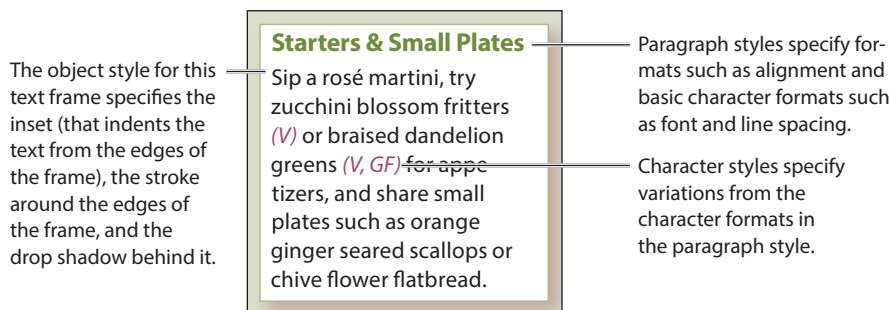 The object style for this
text frame specifies the
inset (that indents the
text from the edges of
the frame), the stroke
around the edges of
the frame, and the
drop shadow behind it.
Starters & Small Plates
Sip a rosé martini, try
zucchini blossom fritters
(V) or braised dandelion
greens (V, GF) for appe
tizers, and share small
plates such as orange
ginger seared scallops or
chive flower flatbread.
Paragraph styles specify for-
mats such as alignment and
basic character formats such
as font and line spacing.
Character styles specify
variations from the
character formats in
the paragraph style.